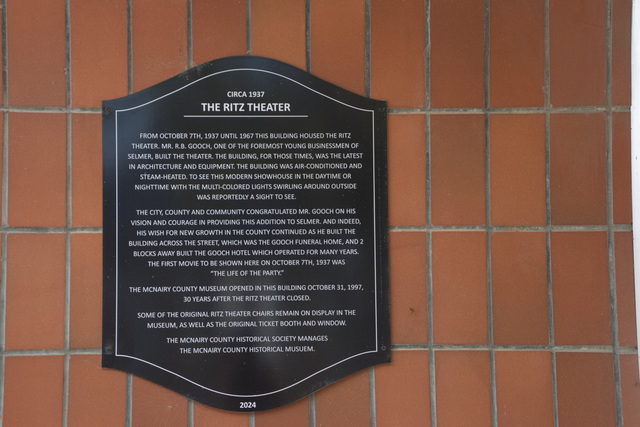 CIRCA 1937
THE RITZ THEATER
FROM OCTOBER 7TH, 1937 UNTIL 1967 THIS BUILDING HOUSED THE RITZ
THEATER. MR. R.B. GOOCH, ONE OF THE FOREMOST YOUNG BUSINESSMEN OF
SELMER, BUILT THE THEATER. THE BUILDING, FOR THOSE TIMES, WAS THE LATEST
IN ARCHITECTURE AND EQUIPMENT. THE BUILDING WAS AIR-CONDITIONED AND
STEAM-HEATED. TO SEE THIS MODERN SHOWHOUSE IN THE DAYTIME OR
NIGHTTIME WITH THE MULTI-COLORED LIGHTS SWIRLING AROUND OUTSIDE
WAS REPORTEDLY A SIGHT TO SEE.
THE CITY, COUNTY AND COMMUNITY CONGRATULATED MR. GOOCH ON HIS
VISION AND COURAGE IN PROVIDING THIS ADDITION TO SELMER. AND INDEED,
HIS WISH FOR NEW GROWTH IN THE COUNTY CONTINUED AS HE BUILT THE
BUILDING ACROSS THE STREET, WHICH WAS THE GOOCH FUNERAL HOME, AND 2
BLOCKS AWAY BUILT THE GOOCH HOTEL WHICH OPERATED FOR MANY YEARS.
THE FIRST MOVIE TO BE SHOWN HERE ON OCTOBER 7TH, 1937 WAS
"THE LIFE OF THE PARTY."
THE MCNAIRY COUNTY MUSEUM OPENED IN THIS BUILDING OCTOBER 31, 1997,
30 YEARS AFTER THE RITZ THEATER CLOSED.
SOME OF THE ORIGINAL RITZ THEATER CHAIRS REMAIN ON DISPLAY IN THE
MUSEUM, AS WELL AS THE ORIGINAL TICKET BOOTH AND WINDOW.
THE MCNAIRY COUNTY HISTORICAL SOCIETY MANAGES
THE MCNAIRY COUNTY HISTORICAL MUSUEM.
2024